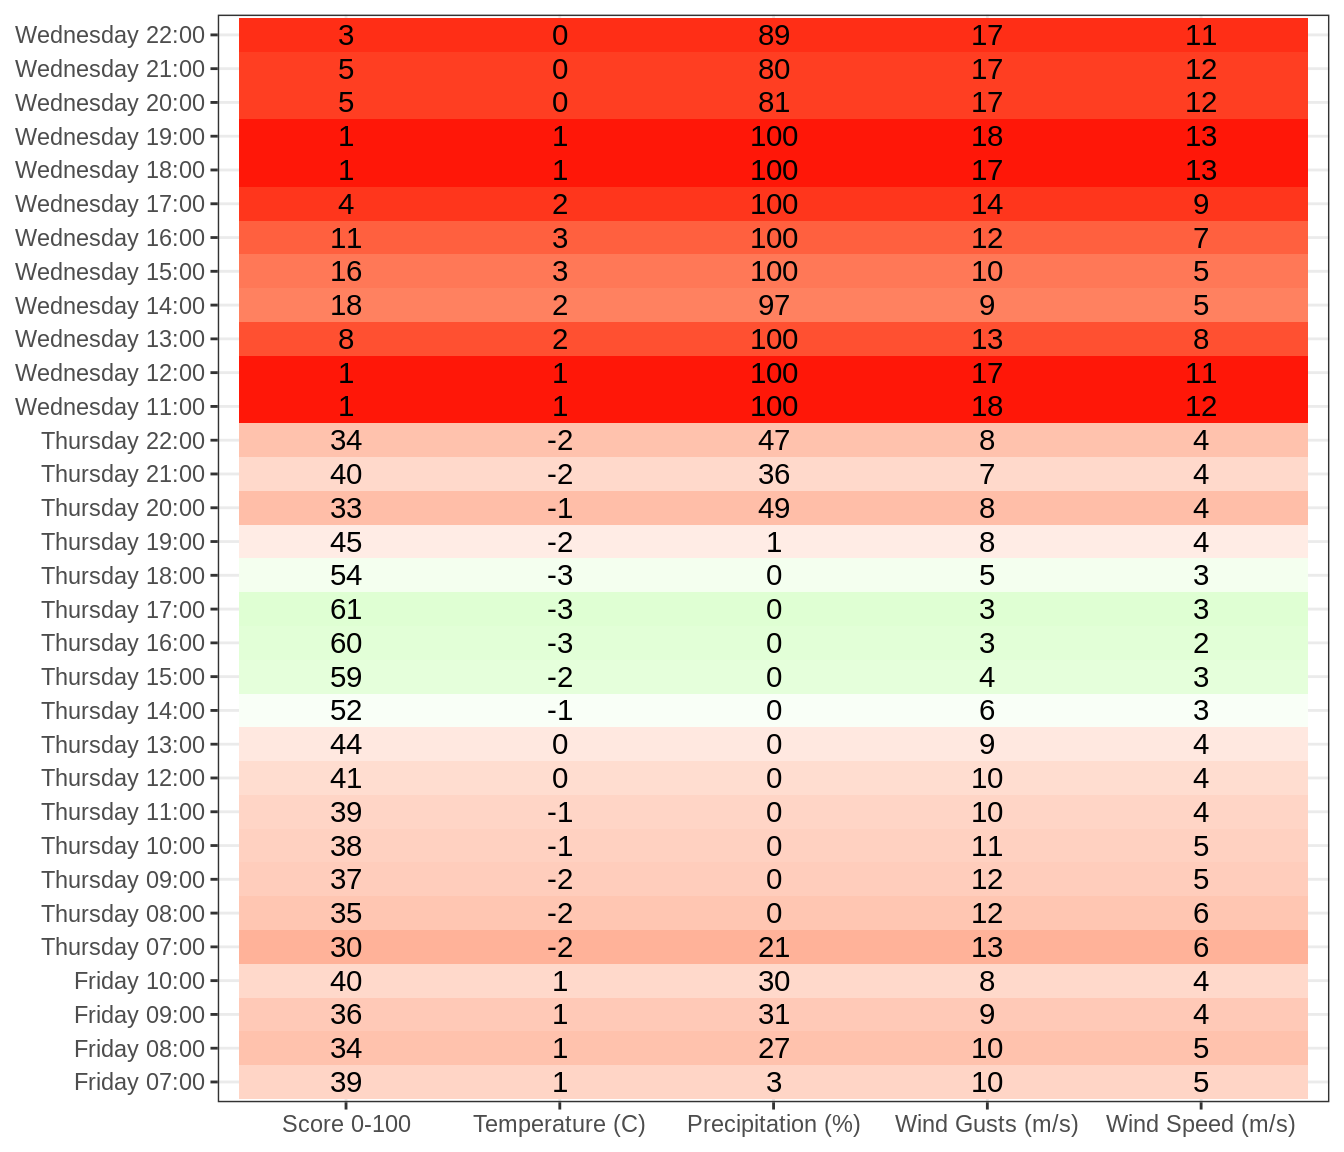 Wednesday 22:00 3 0 89 17 11
Wednesday 21:00 5 0 80 17 12
Wednesday 20:00 5 0 81 17 12
Wednesday 19:00 1 1 100 18 13
Wednesday 18:00 1 1 100 17 13
Wednesday 17:00 4 2 100 14 9
Wednesday 16:00 11 3 100 12 7
Wednesday 15:00 16 3 100 10 5
Wednesday 14:00 18 2 97 9 5
Wednesday 13:00 8 2 100 13 8
Wednesday 12:00 1 1 100 17 11
Wednesday 11:00 1 1 100 18 12
Thursday 22:00 34 -2 47 8 4
Thursday 21:00 40 -2 36 7 4
Thursday 20:00 33 -1 49 8 4
Thursday 19:00 45 -2 1 8 4
Thursday 18:00 54 -3 0 5 3
Thursday 17:00 61 -3 0 3 3
Thursday 16:00 60 -3 0 3 2
Thursday 15:00 59 -2 0 4 3
Thursday 14:00 52 -1 0 6 3
Thursday 13:00 44 0 0 9 4
Thursday 12:00 41 0 0 10 4
Thursday 11:00 39 -1 0 10 4
Thursday 10:00 38 -1 0 11 5
Thursday 09:00 37 -2 0 12 5
Thursday 08:00 35 -2 0 12 6
Thursday 07:00 30 -2 21 13 6
Friday 10:00 40 1 30 8 4
Friday 09:00 36 1 31 9 4
Friday 08:00 34 1 27 10 5
Friday 07:00 39 1 3 10 5
Score 0-100 Temperature (C) Precipitation (%) Wind Gusts (m/s) Wind Speed (m/s)